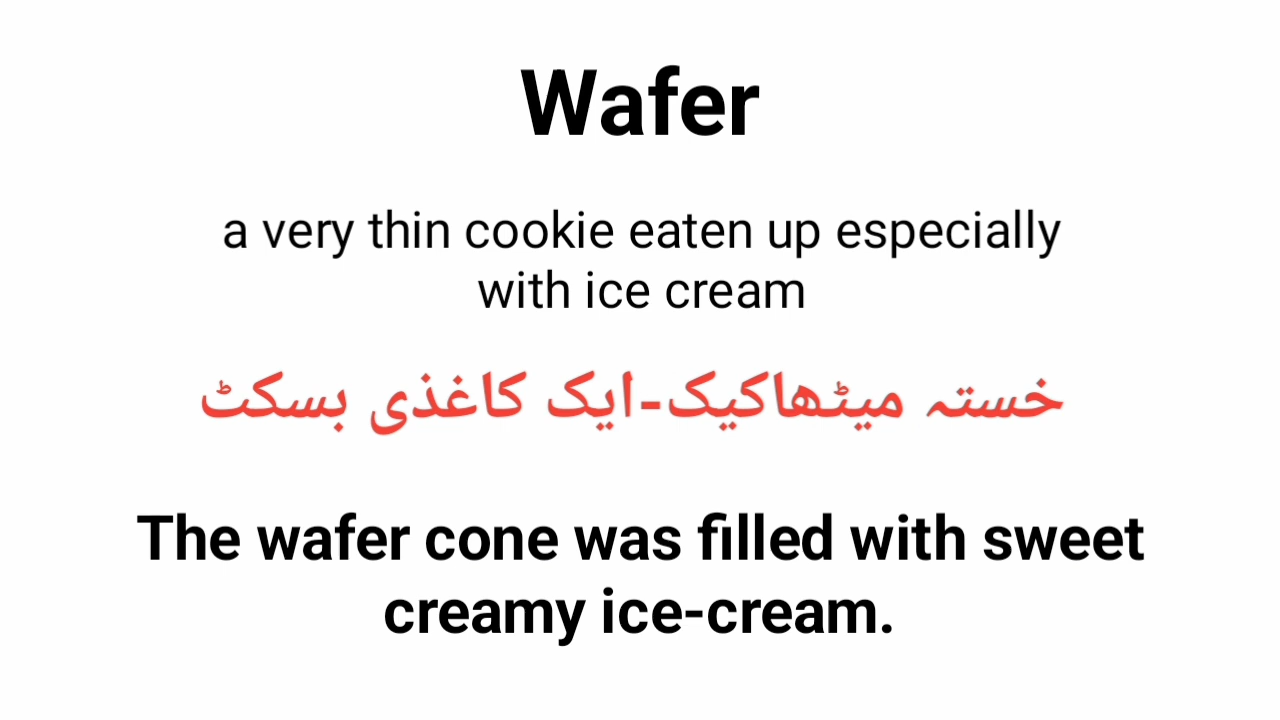 Wafer
a very thin cookie eaten up especially
with ice cream
خستہ میٹھاکیک-ایک کاغذی بسکٹ
The wafer cone was filled with sweet
creamy ice-cream.